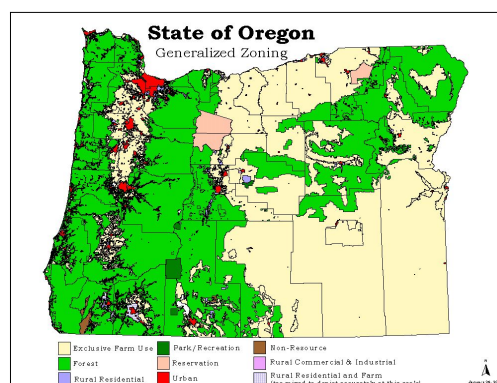 State of Oregon
Generalized Zoning
Exclusive Farm Use
Park/Recreation
Non-Resource
Forest
Reservation
Rural Commercial & Industrial
Rural Residential
Urban
Rural Residential and Farm
N